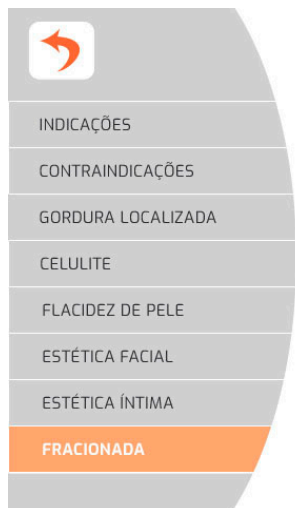 INDICAÇÕES
CONTRAINDICAÇÕES
GORDURA LOCALIZADA
CELULITE
FLACIDEZ DE PELE
ESTÉTICA FACIAL
ESTÉTICA ÍNTIMA
FRACIONADA